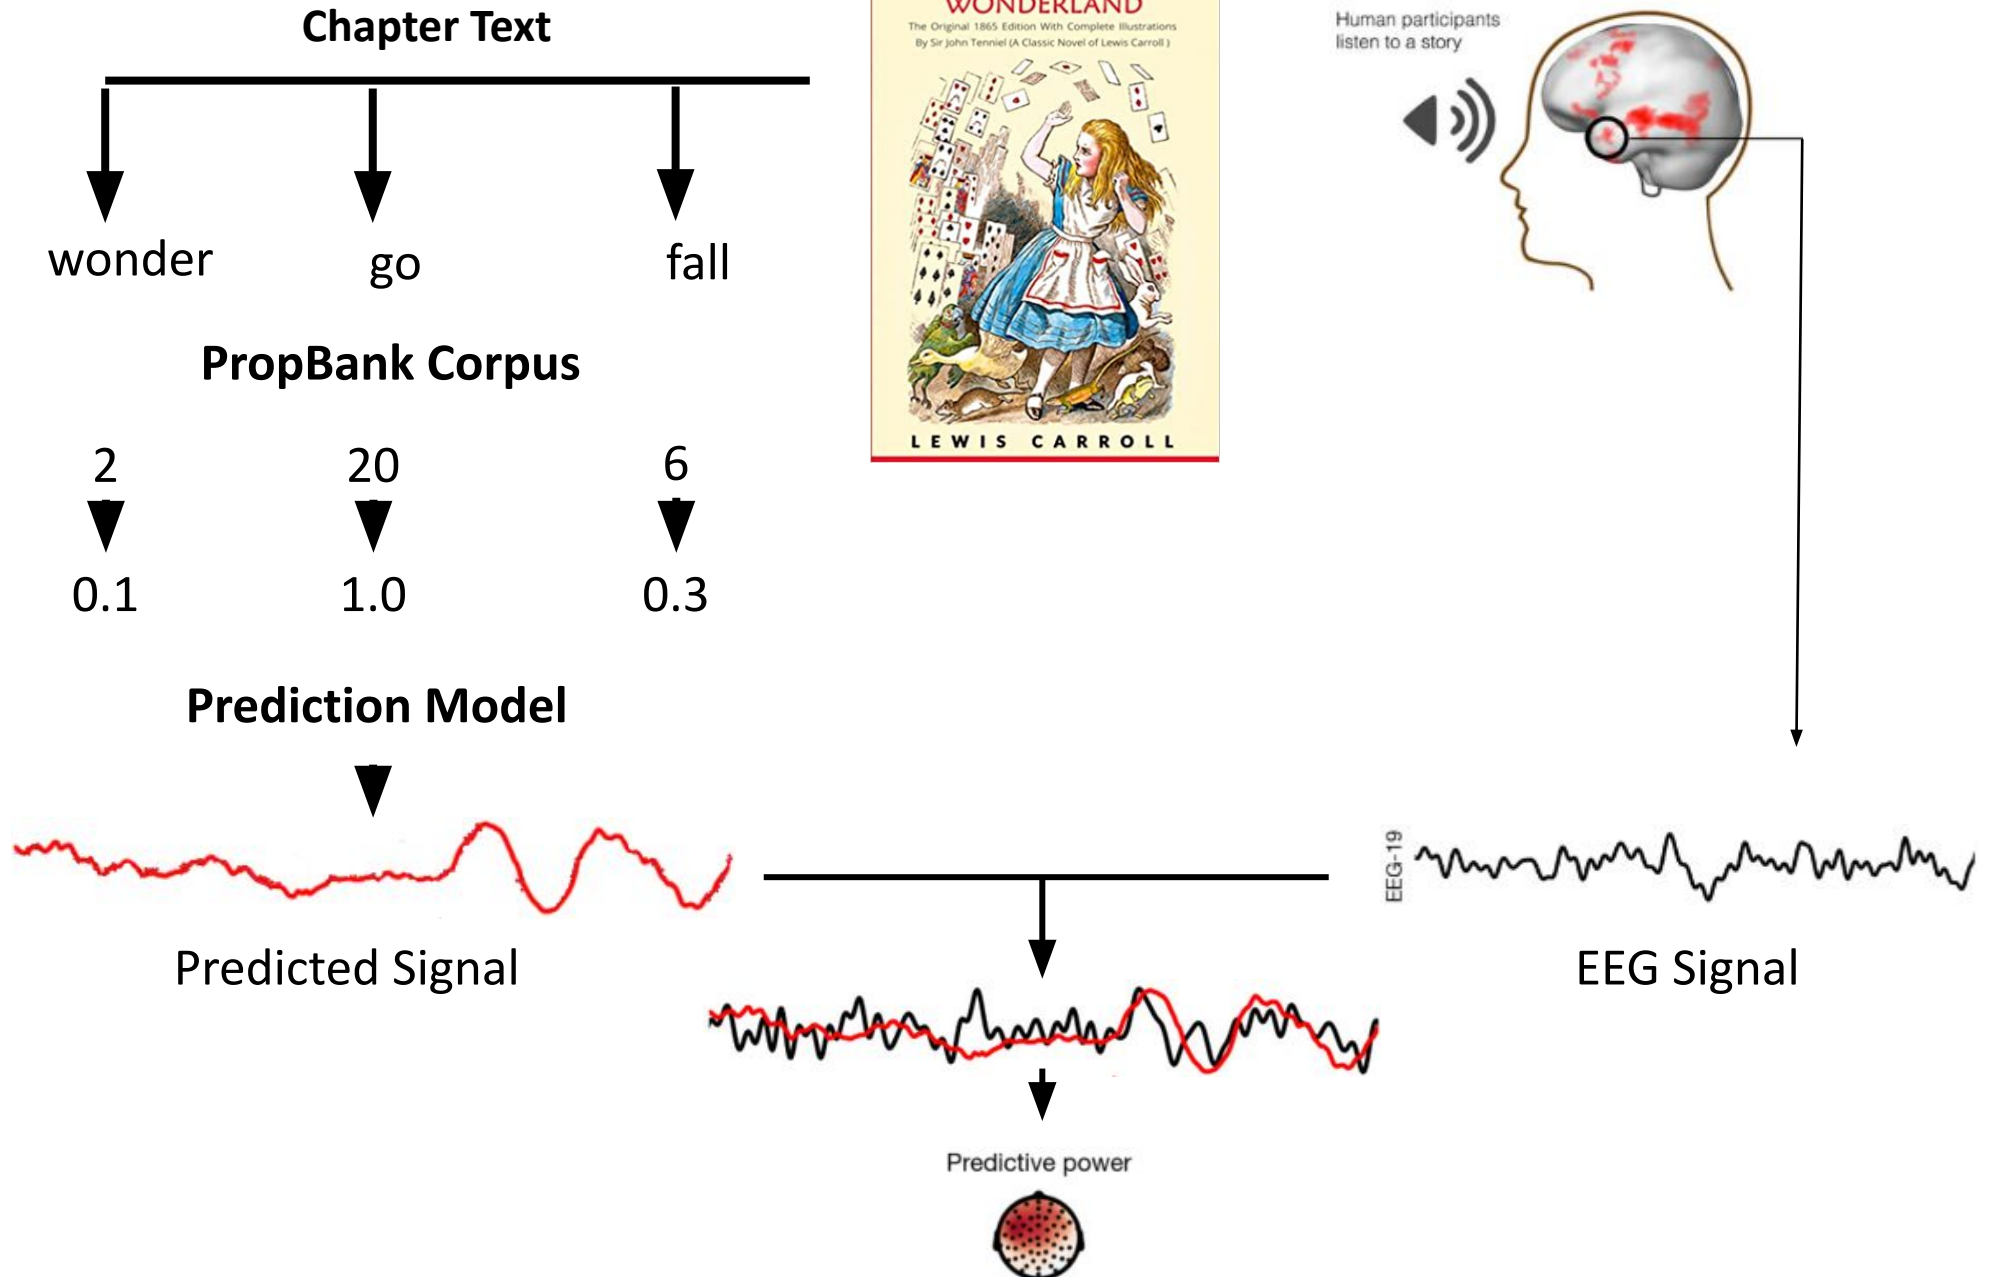 Chapter Text
wonder
go
fall
PropBank Corpus
2
20
6
0.1
1.0
0.3
Prediction Model
Predicted Signal
WONDERLAND
The Original 1865 Edition With Complete Illustrations
By Sir John Tenniel (A Classic Novel of Lewis Carroll )
LEWIS CARROLL
Human participants
listen to a story
EEG-19
EEG Signal
Predictive power